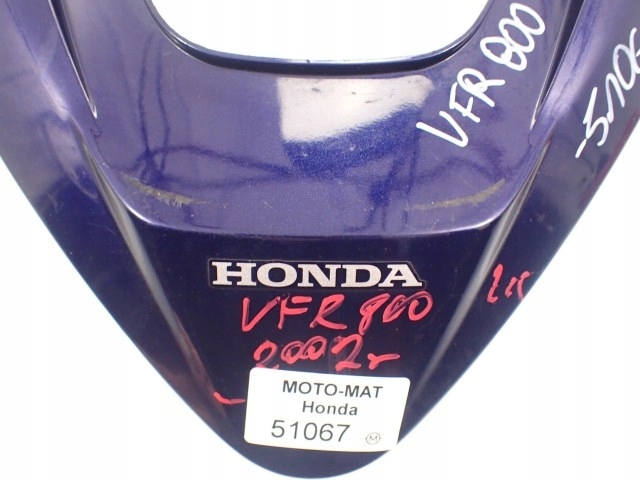 VFR 800
HONDA
VFR 800
2002r
MOTO-MAT
Honda
51067 M